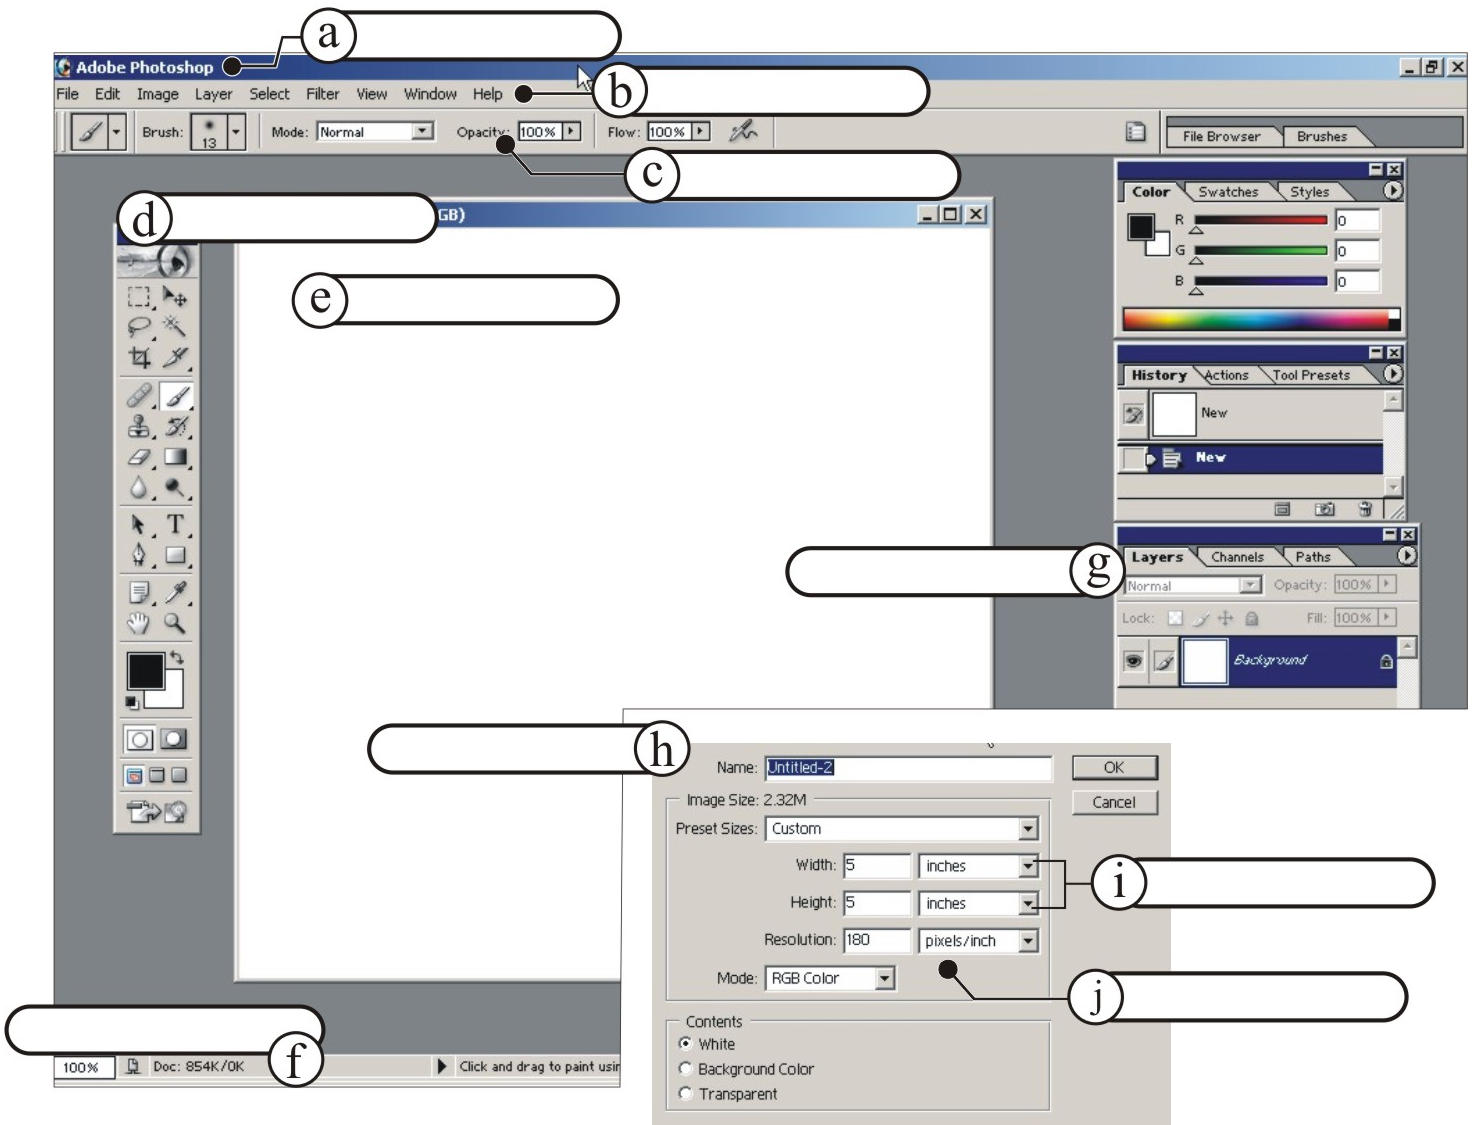 a
Adobe Photoshop
File Edit Image Layer Select Filter View Window Help
b
Brush: 13 Mode: Normal Opacity: 100% Flow: 100% File Browser Brushes
c
d
GB)
Color Swatches Styles
R 0
G 0
B 0
e
History Actions Tool Presets
New
New
T
g
Layers Channels Paths
Normal Opacity: 100%
Lock: Fill: 100%
Background
h
Name: Untitled-2 OK
Image Size: 2.32M Cancel
Preset Sizes: Custom
Width: 5 inches
i
Height: 5 inches
Resolution: 180 pixels/inch
Mode: RGB Color
j
Contents
White
Background Color
Transparent
f
100% Doc: 854K/0K Click and drag to paint usin